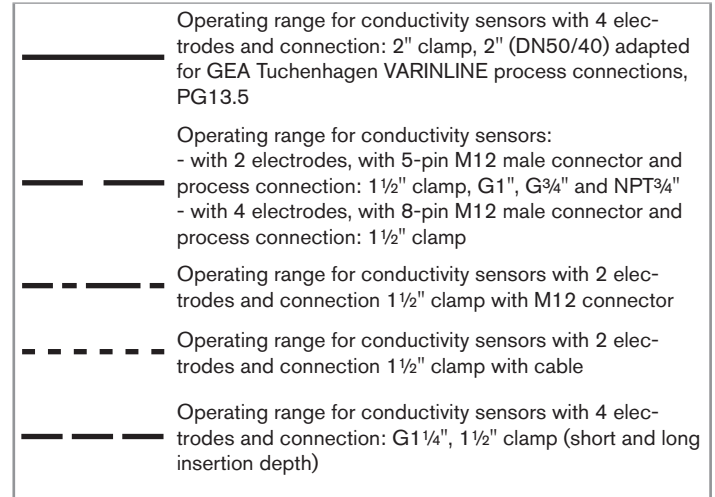 Operating range for conductivity sensors with 4 elec-
trodes and connection: 2" clamp, 2" (DN50/40) adapted
for GEA Tuchenhagen VARINLINE process connections,
PG13.5
Operating range for conductivity sensors:
- with 2 electrodes, with 5-pin M12 male connector and
process connection: 1½" clamp, G1", G¾" and NPT¾"
- with 4 electrodes, with 8-pin M12 male connector and
process connection: 1½" clamp
Operating range for conductivity sensors with 2 elec-
trodes and connection 1½" clamp with M12 connector
Operating range for conductivity sensors with 2 elec-
trodes and connection 1½" clamp with cable
Operating range for conductivity sensors with 4 elec-
trodes and connection: G1¼", 1½" clamp (short and long
insertion depth)